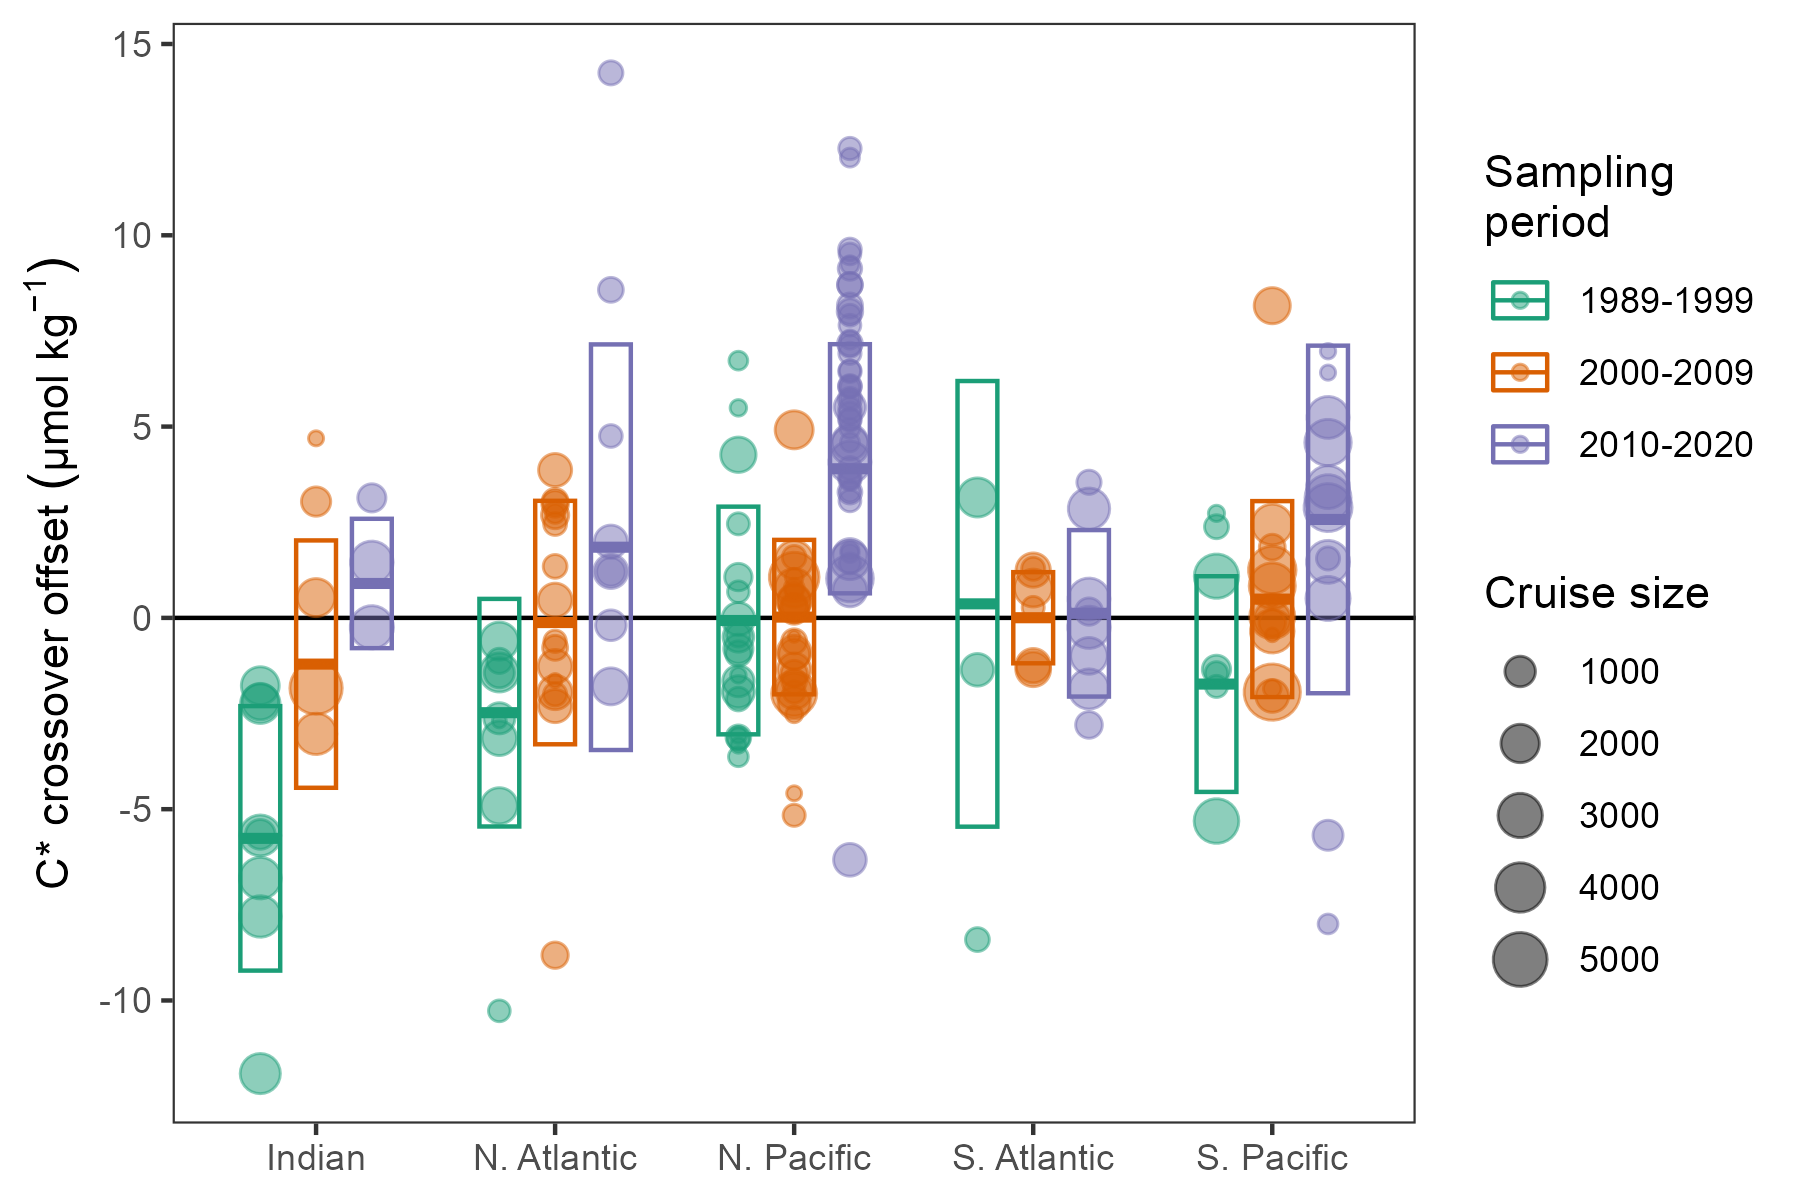 C* crossover offset (µmol kg⁻¹)
15
10
5
0
-5
-10
Indian
N. Atlantic
N. Pacific
S. Atlantic
S. Pacific
Sampling
period
1989-1999
2000-2009
2010-2020
Cruise size
1000
2000
3000
4000
5000